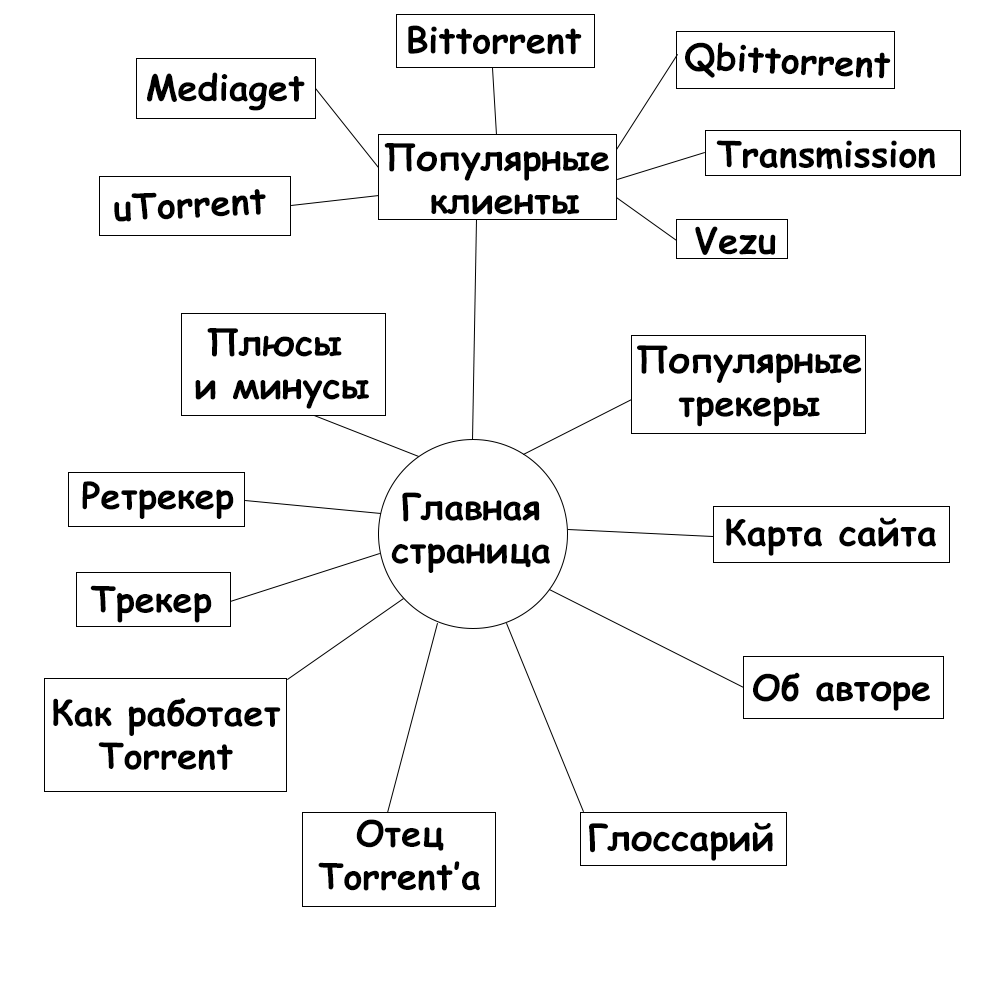 Bittorrent
Qbittorrent
Mediaget
Популярные
клиенты
Transmission
uTorrent
Vezu
Плюсы
и минусы
Популярные
трекеры
Ретрекер
Главная
страница
Карта сайта
Трекер
Об авторе
Как работает
Torrent
Отец
Torrent'а
Глоссарий